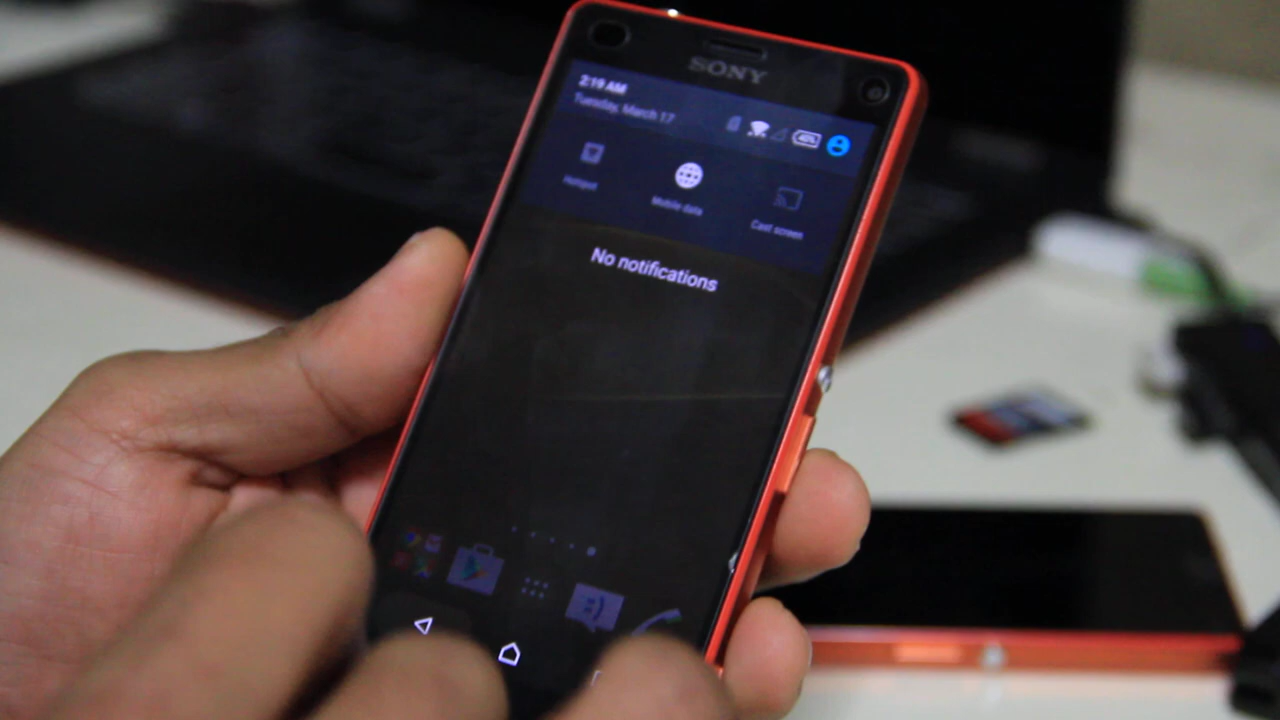 SONY
2:19 AM
Tuesday, March 17
40%
Hotspot
Mobile data
Cast screen
No notifications